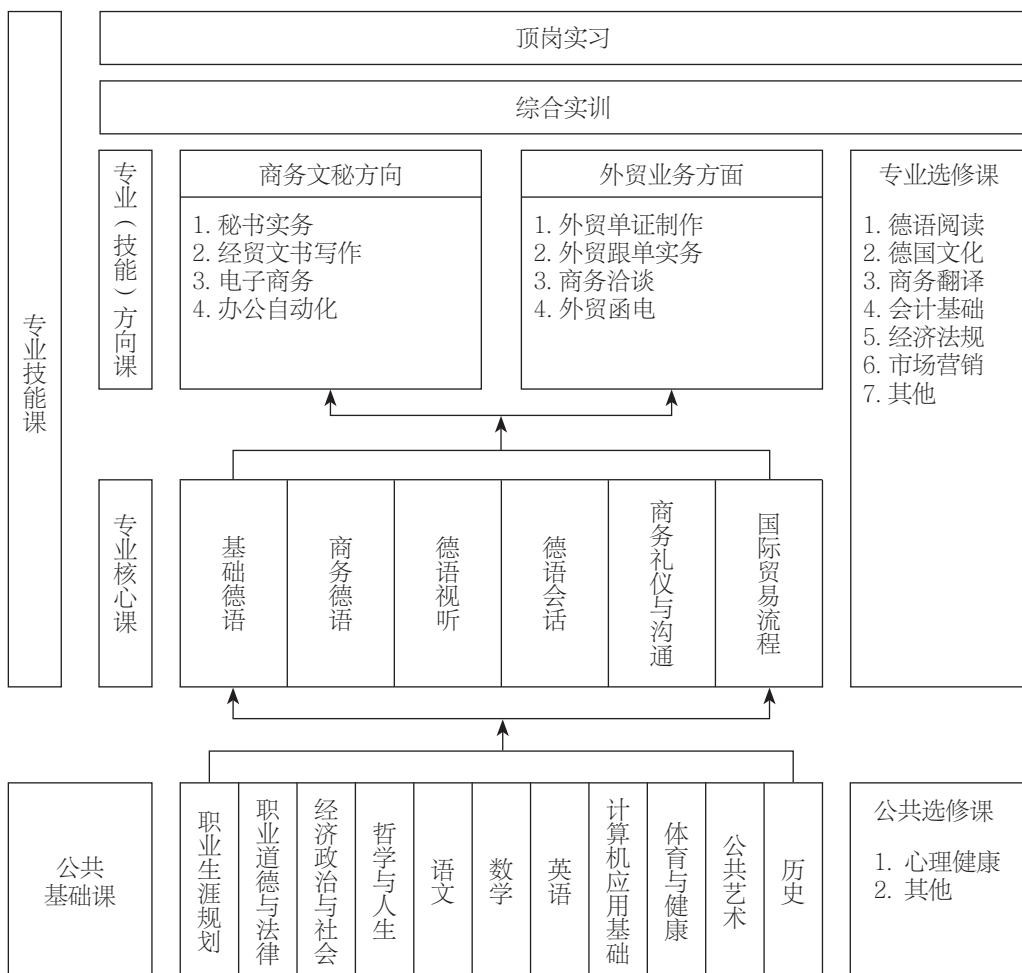 顶岗实习
综合实训
专业技能课
专业（技能）方向课
商务文秘方向
1. 秘书实务
2. 经贸文书写作
3. 电子商务
4. 办公自动化
外贸业务方面
1. 外贸单证制作
2. 外贸跟单实务
3. 商务洽谈
4. 外贸函电
专业选修课
1. 德语阅读
2. 德国文化
3. 商务翻译
4. 会计基础
5. 经济法规
6. 市场营销
7. 其他
专业核心课
基础德语
商务德语
德语视听
德语会话
商务礼仪与沟通
国际贸易流程
公共
基础课
职业生涯规划
职业道德与法律
经济政治与社会
哲学与人生
语文
数学
英语
计算机应用基础
体育与健康
公共艺术
历史
公共选修课
1. 心理健康
2. 其他